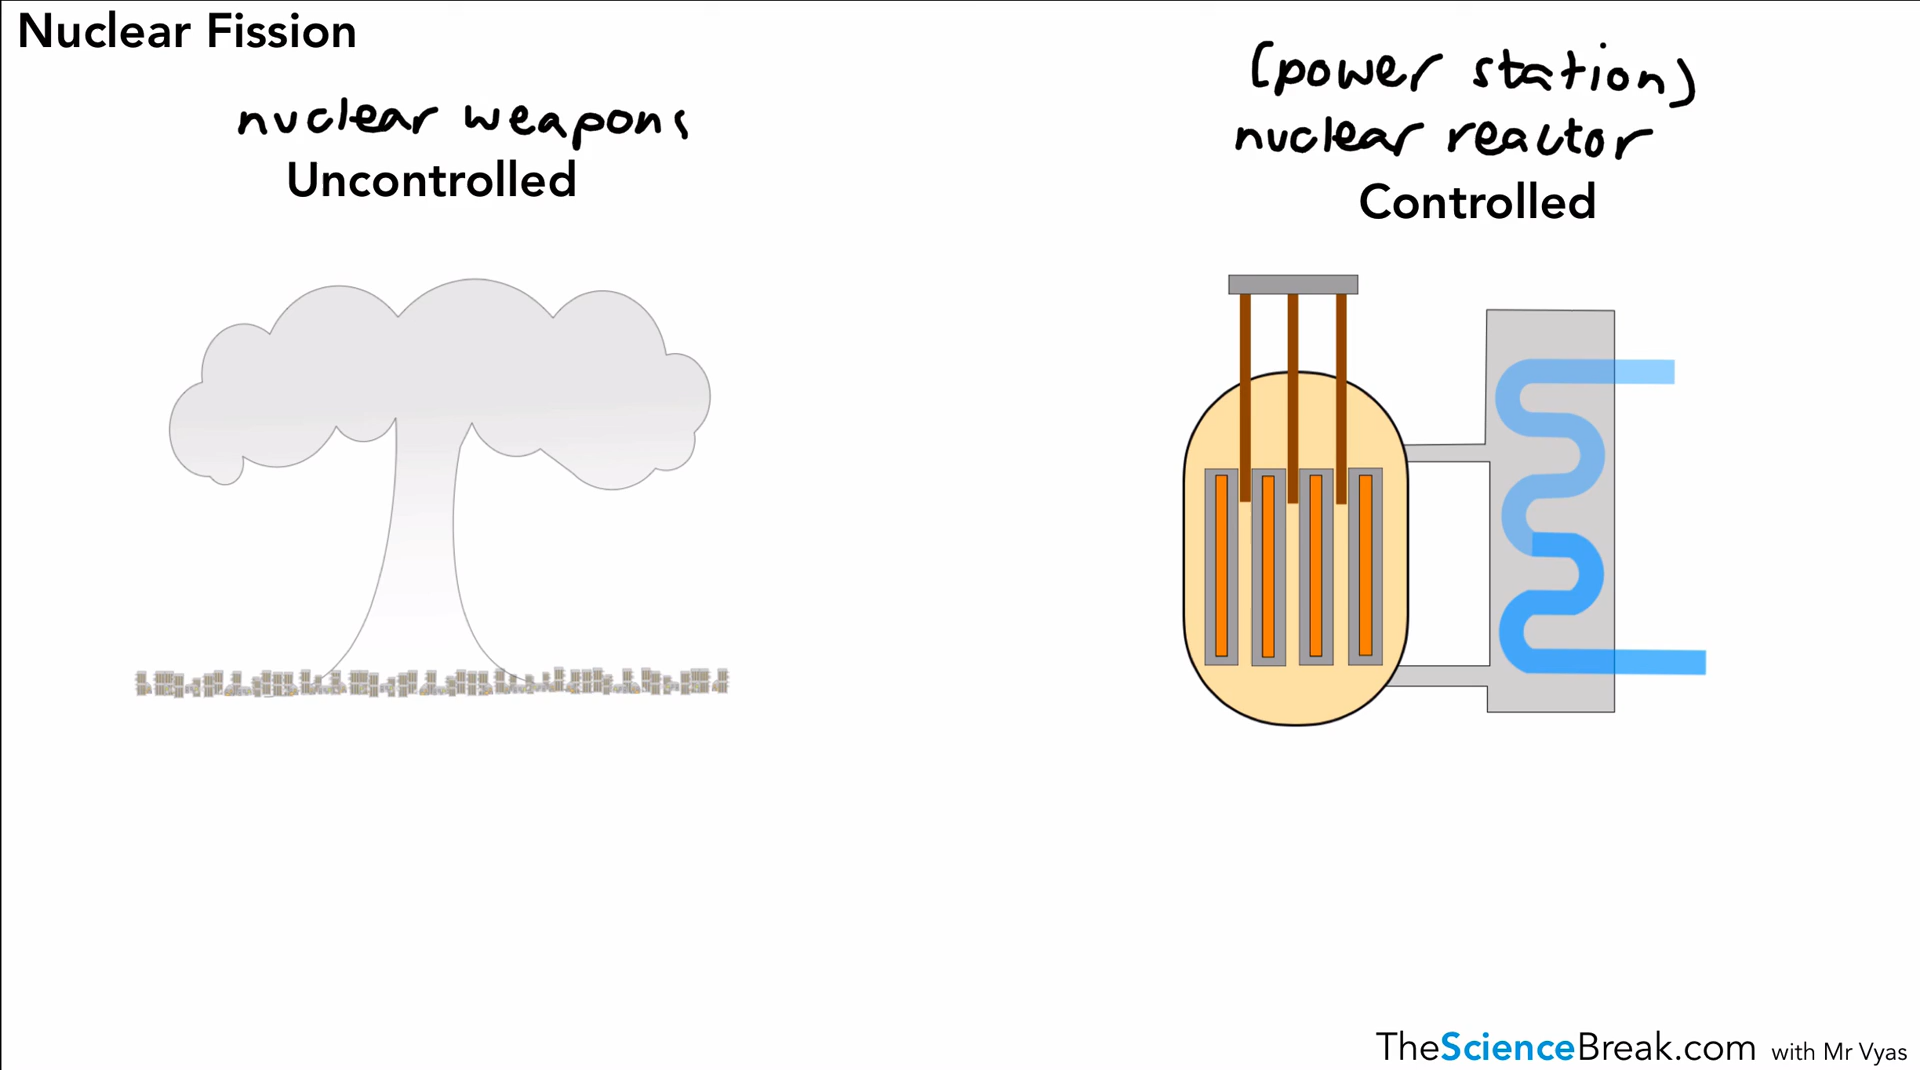 Nuclear Fission
nuclear weapons
Uncontrolled
(power station)
nuclear reactor
Controlled
TheScienceBreak.com with Mr Vyas